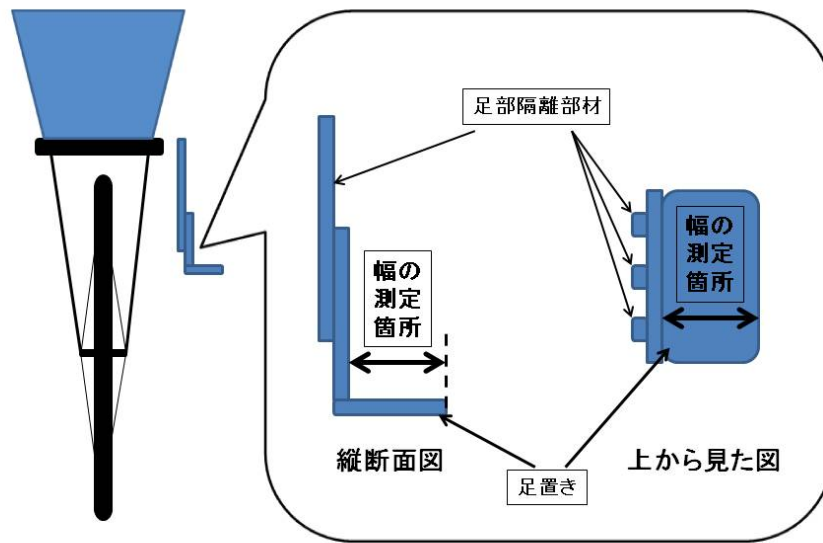 足部隔離部材
幅の
測定
箇所
幅の
測定
箇所
縦断面図
上から見た図
足置き